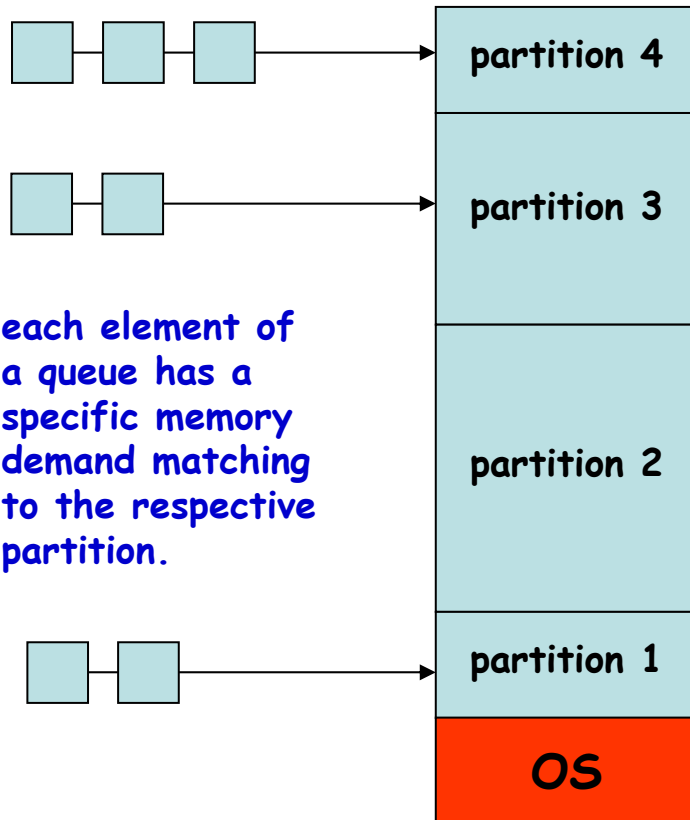 partition 4
partition 3
each element of
a queue has a
specific memory
demand matching
to the respective
partition.
partition 2
partition 1
OS